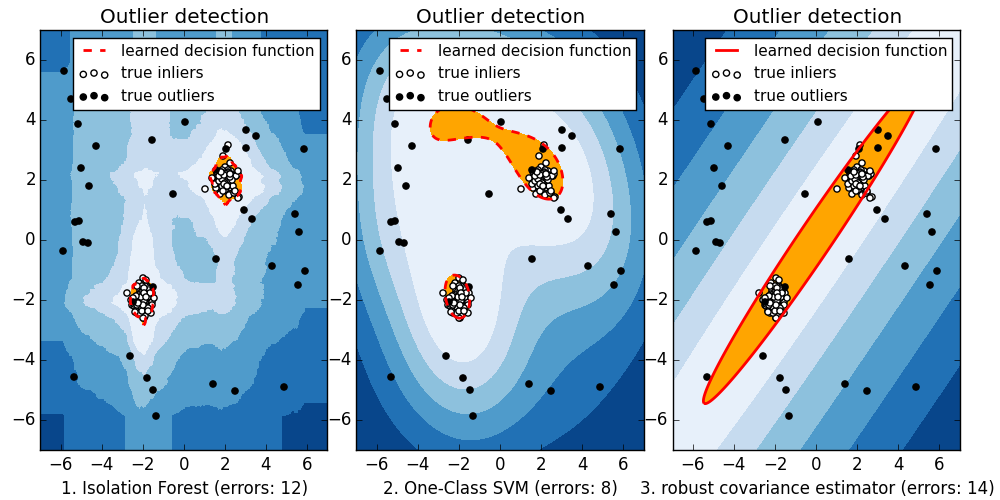 Outlier detection
learned decision function
true inliers
true outliers
6
4
2
0
−2
−4
−6
−6 −4 −2 0 2 4 6
1. Isolation Forest (errors: 12)
Outlier detection
learned decision function
true inliers
true outliers
6
4
2
0
−2
−4
−6
−6 −4 −2 0 2 4 6
2. One-Class SVM (errors: 8)
Outlier detection
learned decision function
true inliers
true outliers
6
4
2
0
−2
−4
−6
−6 −4 −2 0 2 4 6
3. robust covariance estimator (errors: 14)